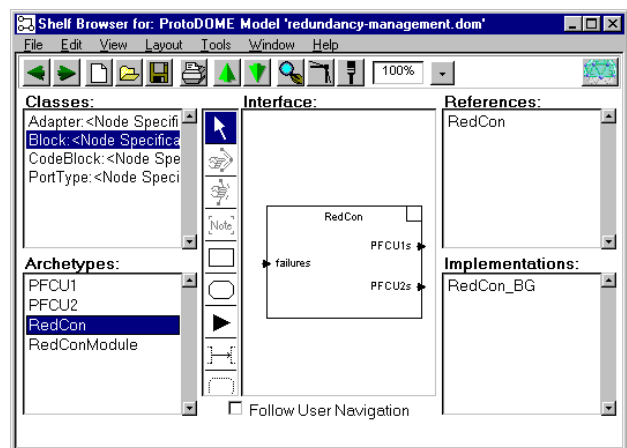 Shelf Browser for: ProtoDOME Model 'redundancy-management.dom'
File Edit View Layout Tools Window Help
100%
Classes:
Adapter:<Node Specifi
Block:<Node Specifica
CodeBlock:<Node Spe
PortType:<Node Speci
Interface:
[Note]
RedCon
PFCU1s
failures
PFCU2s
References:
RedCon
Archetypes:
PFCU1
PFCU2
RedCon
RedConModule
Implementations:
RedCon_BG
Follow User Navigation